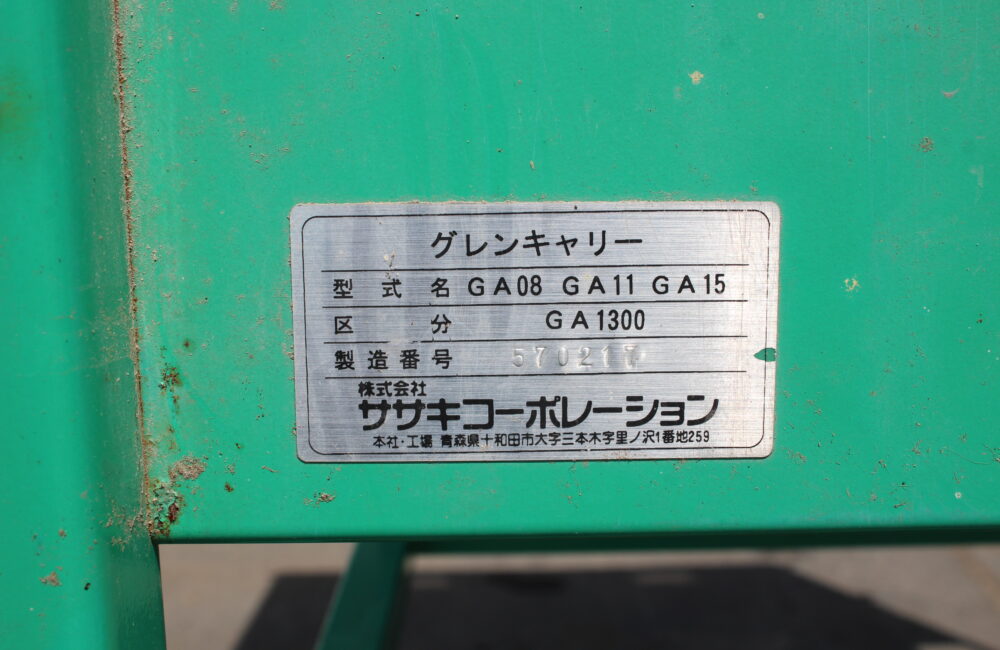 グレンキャリー
型式名 GA08 GA11 GA15
区分 GA1300
製造番号
株式会社
ササキコーポレーション
本社・工場 青森県十和田市大字三本木字里ノ沢1番地259